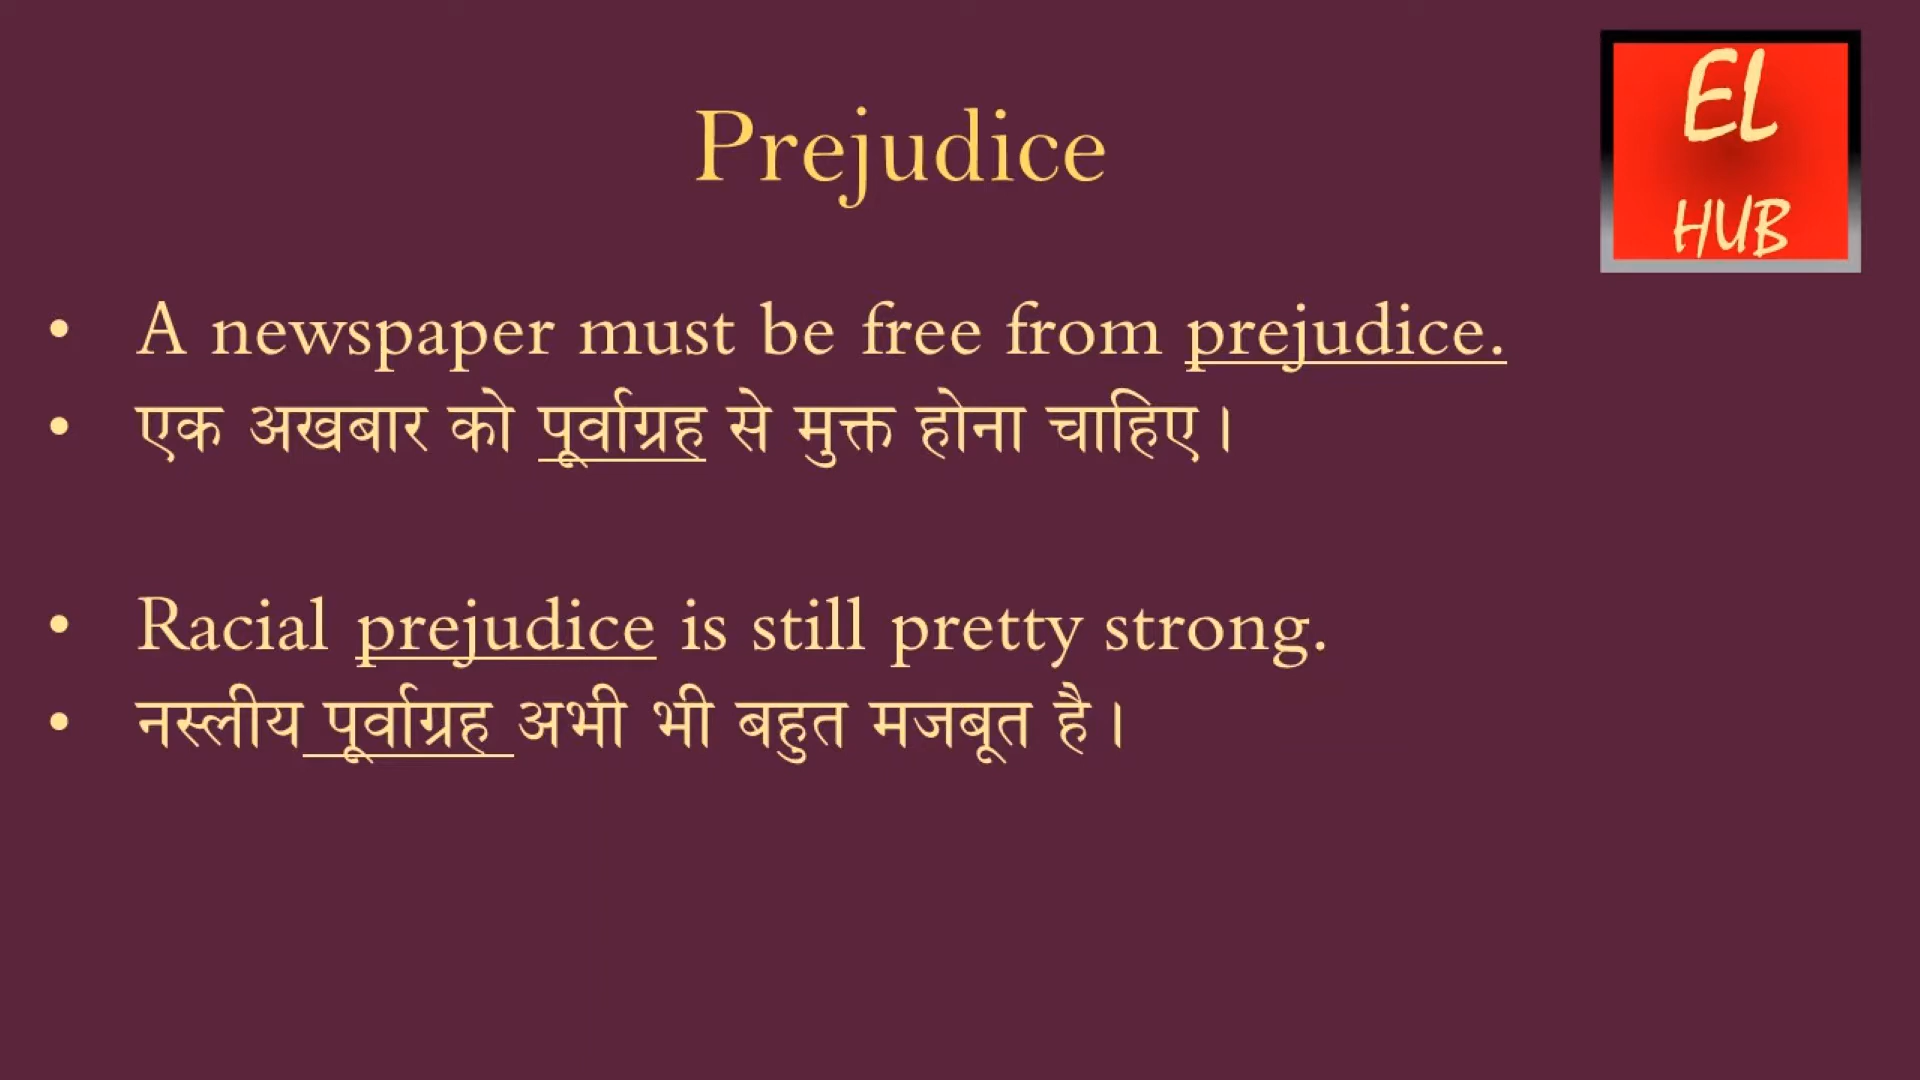 EL
HUB
Prejudice
• A newspaper must be free from prejudice.
• एक अखबार को पूर्वाग्रह से मुक्त होना चाहिए।
• Racial prejudice is still pretty strong.
• नस्लीय पूर्वाग्रह अभी भी बहुत मजबूत है।